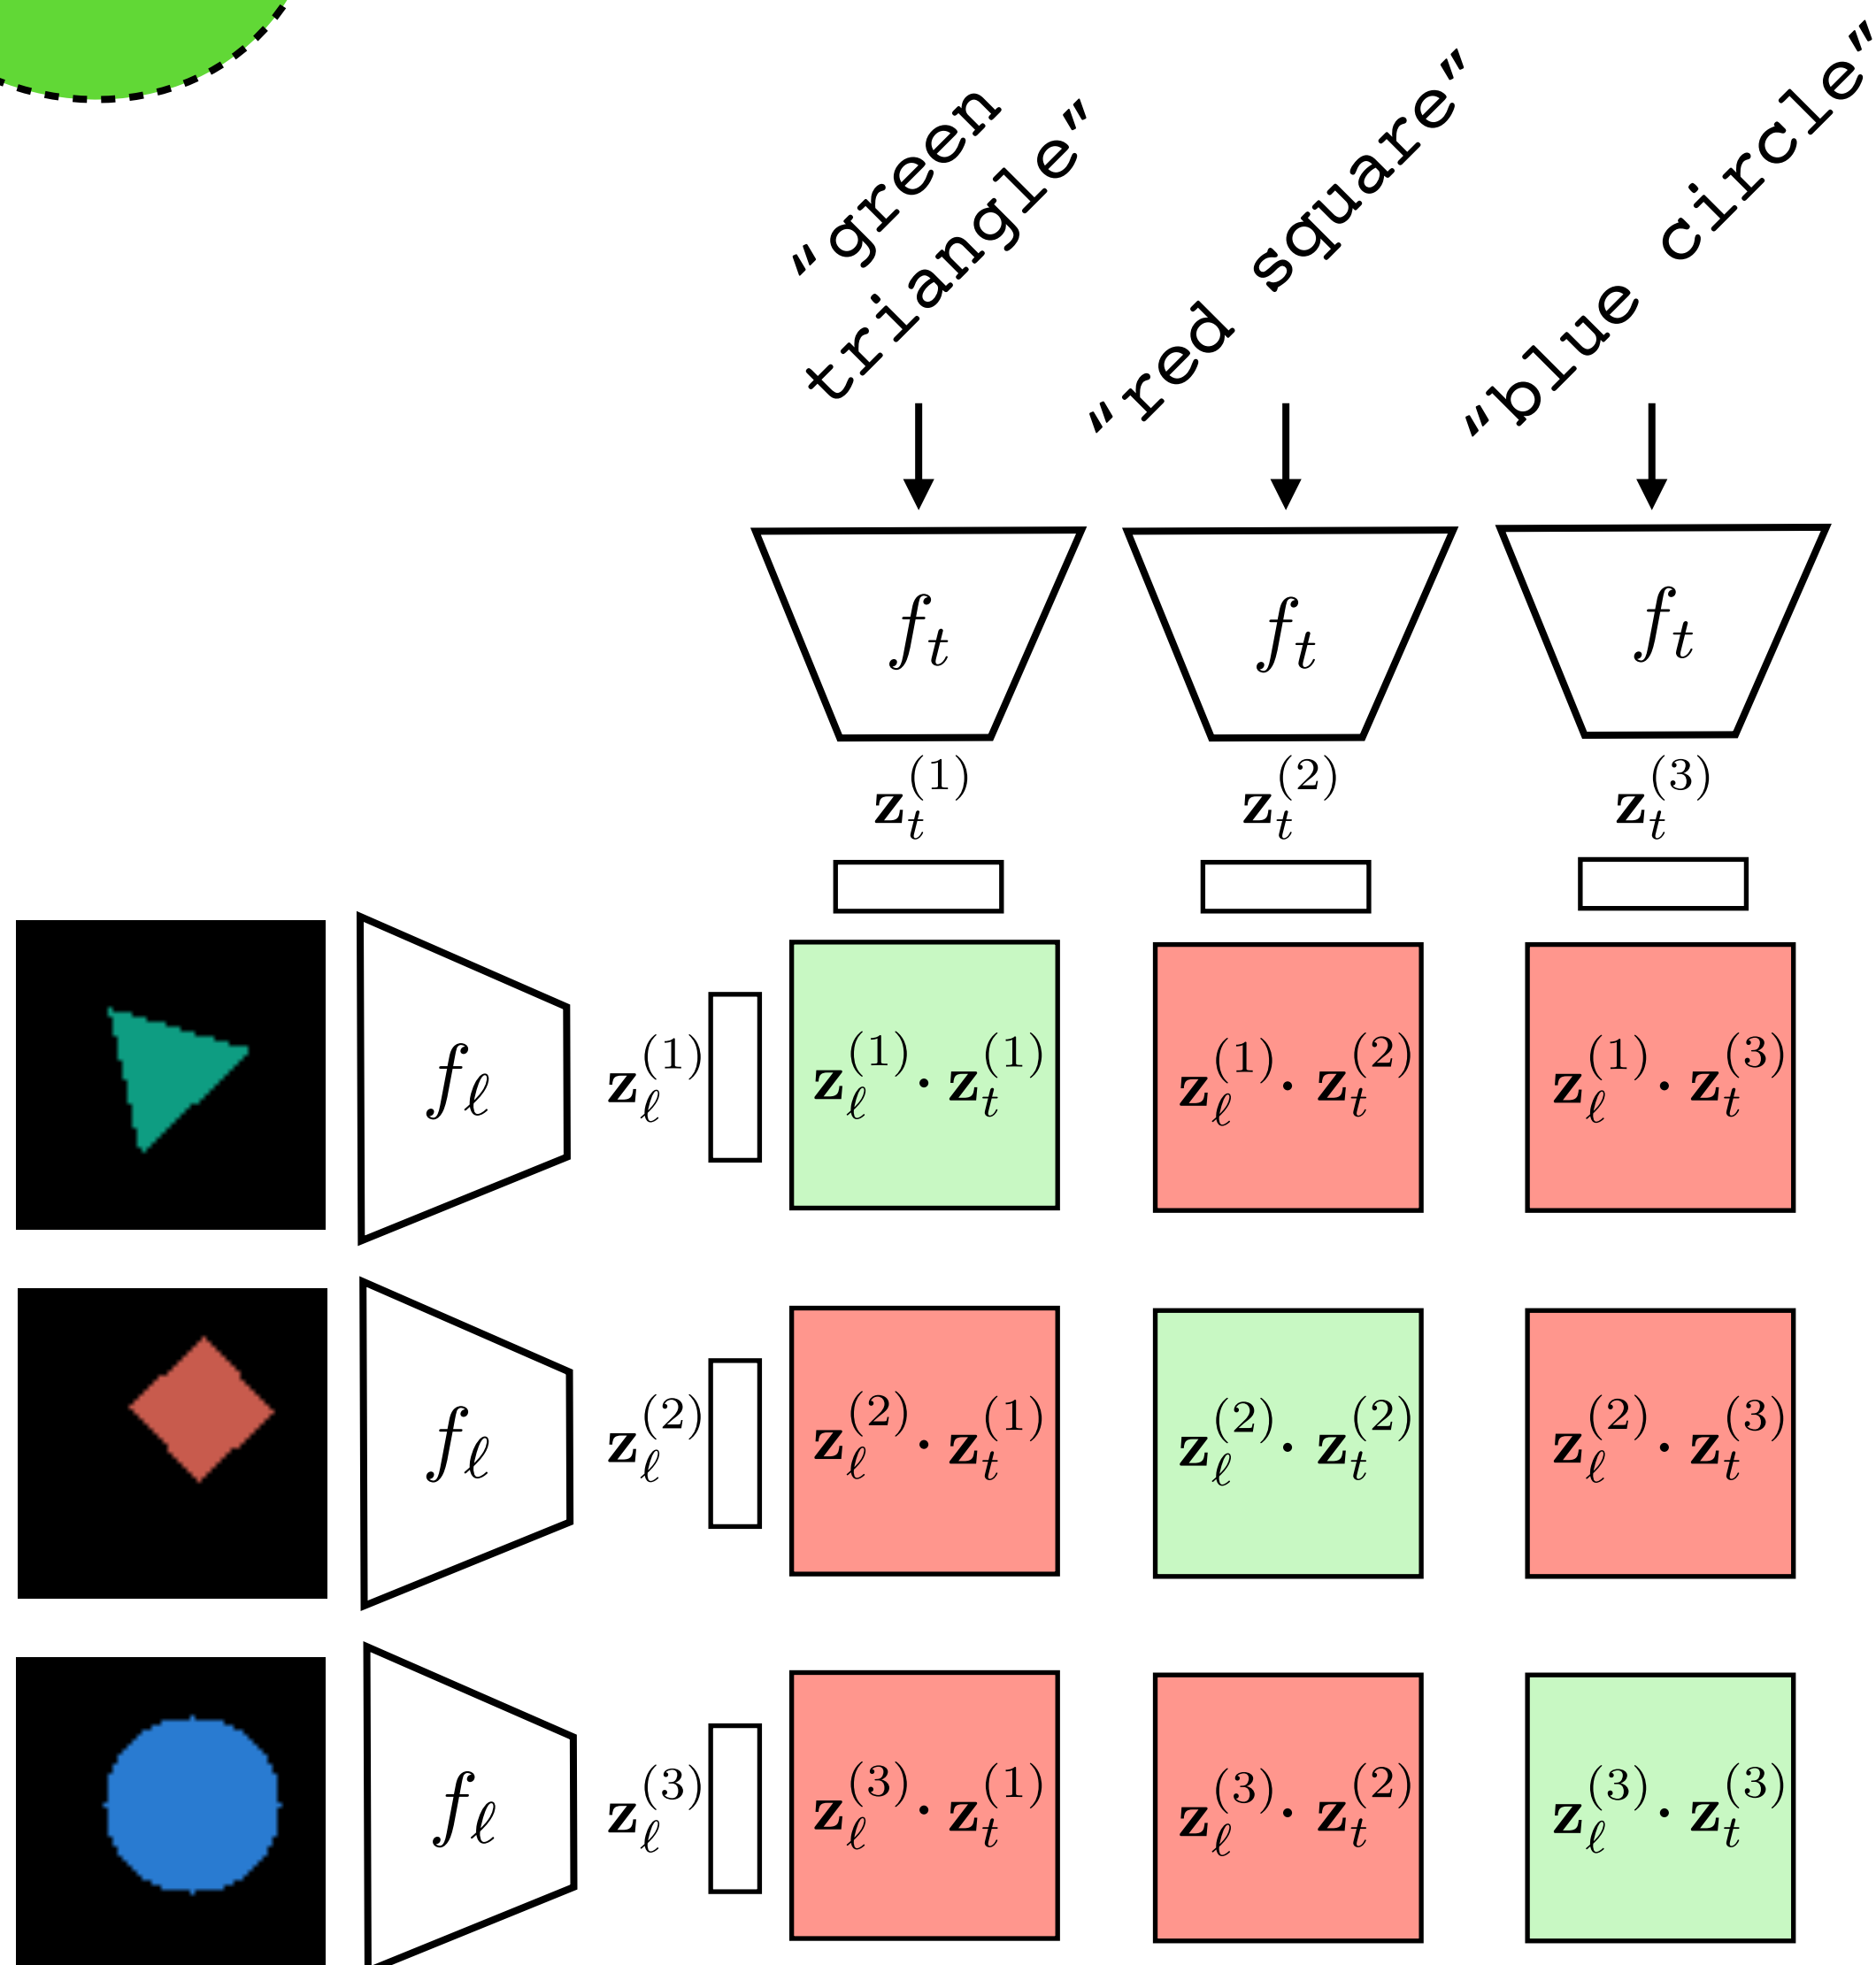 "green
triangle"
"red square"
"blue circle"
f_t
f_t
f_t
z_t^(1)
z_t^(2)
z_t^(3)
f_ℓ
z_ℓ^(1)
z_ℓ^(1) · z_t^(1)
z_ℓ^(1) · z_t^(2)
z_ℓ^(1) · z_t^(3)
f_ℓ
z_ℓ^(2)
z_ℓ^(2) · z_t^(1)
z_ℓ^(2) · z_t^(2)
z_ℓ^(2) · z_t^(3)
f_ℓ
z_ℓ^(3)
z_ℓ^(3) · z_t^(1)
z_ℓ^(3) · z_t^(2)
z_ℓ^(3) · z_t^(3)